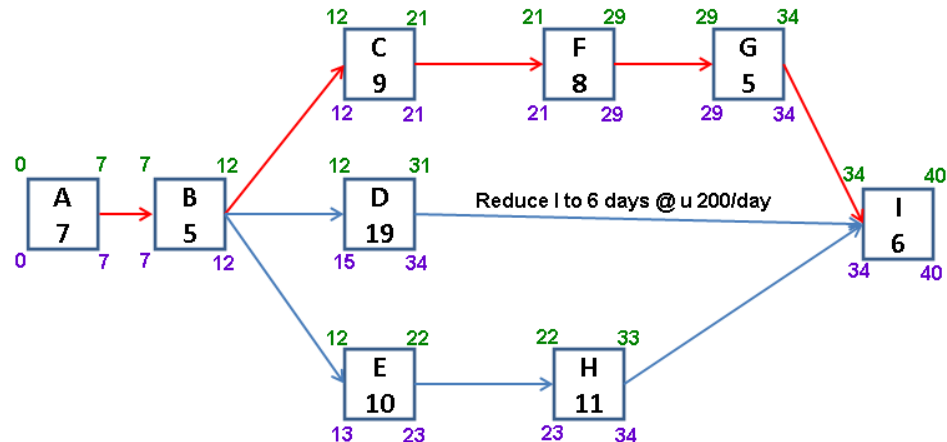 12 21
C
9
12 21
21 29
F
8
21 29
29 34
G
5
29 34
0 7
A
7
0 7
7 12
B
5
7 12
12 31
D
19
15 34
Reduce I to 6 days @ u 200/day
34 40
I
6
34 40
12 22
E
10
13 23
22 33
H
11
23 34